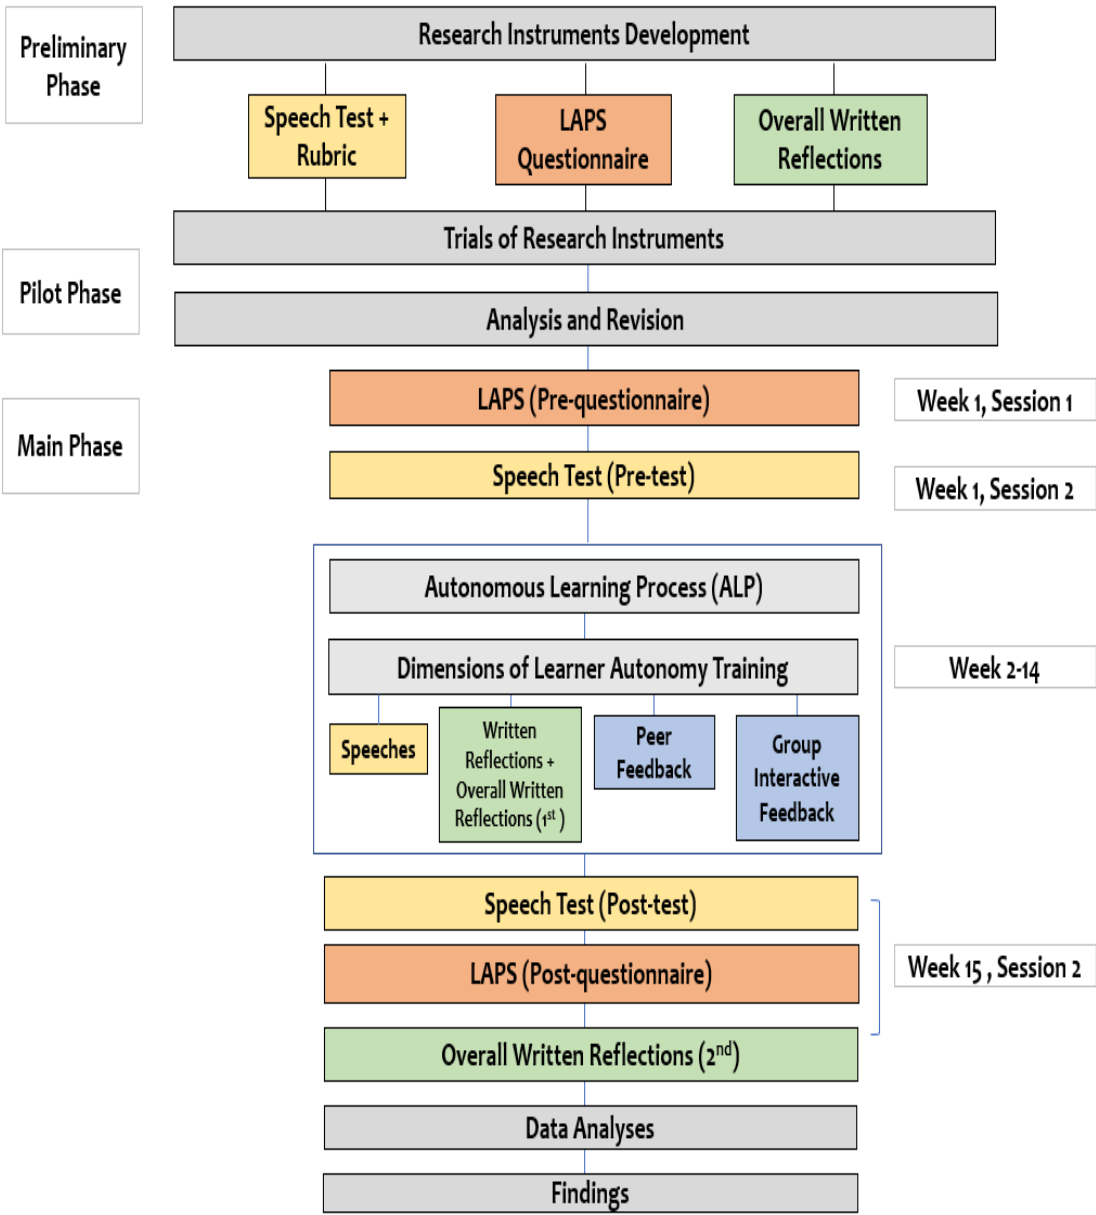 Preliminary
Phase
Research Instruments Development
Speech Test +
Rubric
LAPS
Questionnaire
Overall Written
Reflections
Trials of Research Instruments
Pilot Phase
Analysis and Revision
Main Phase
LAPS (Pre-questionnaire)
Week 1, Session 1
Speech Test (Pre-test)
Week 1, Session 2
Autonomous Learning Process (ALP)
Dimensions of Learner Autonomy Training
Week 2-14
Speeches
Written
Reflections +
Overall Written
Reflections (1st )
Peer
Feedback
Group
Interactive
Feedback
Speech Test (Post-test)
LAPS (Post-questionnaire)
Week 15 , Session 2
Overall Written Reflections (2nd)
Data Analyses
Findings